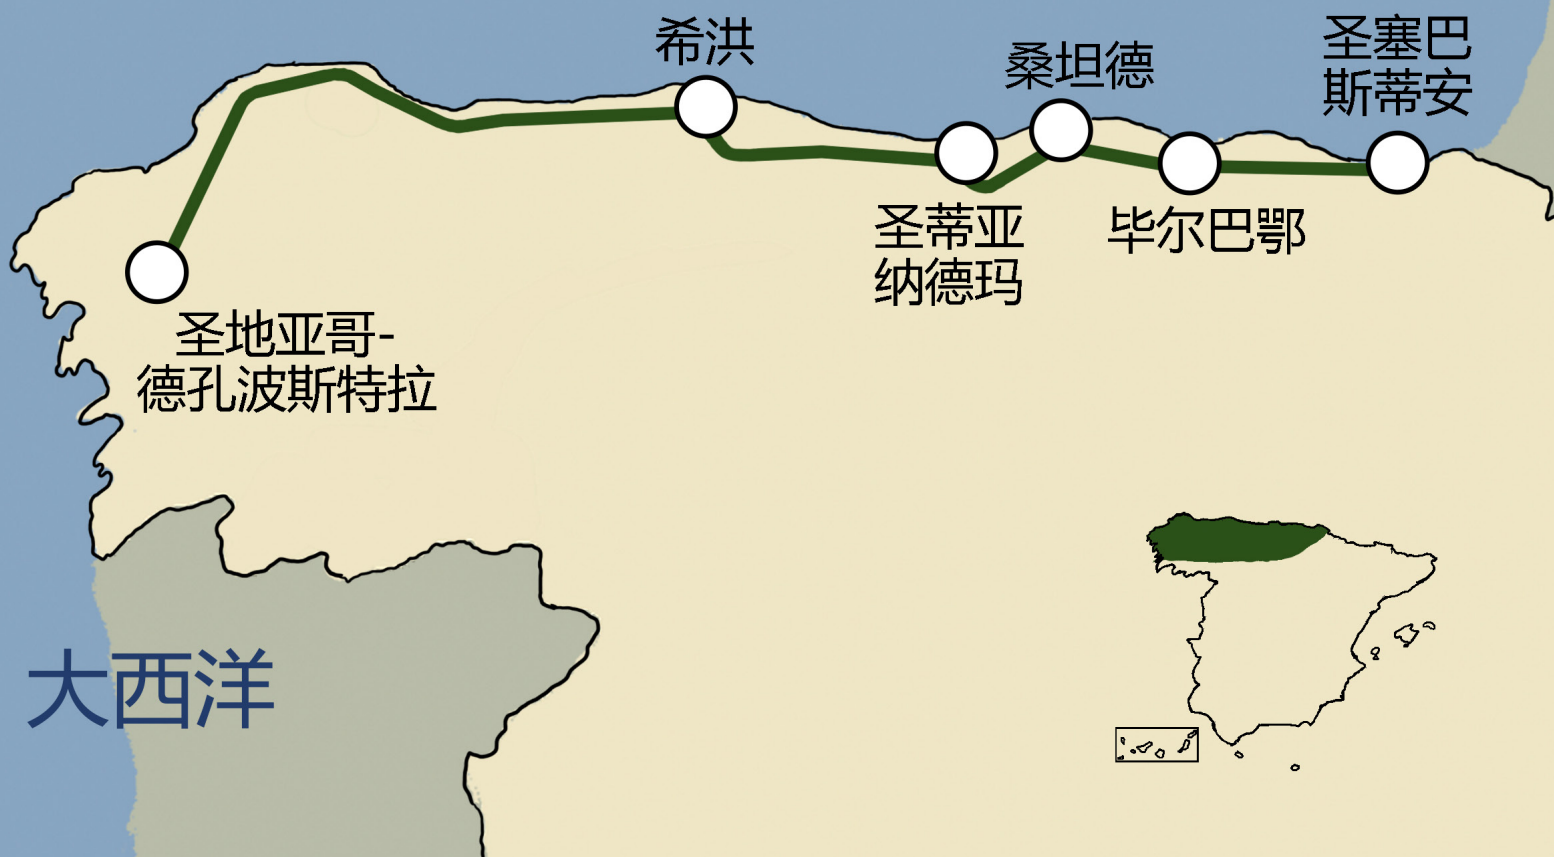 希洪
桑坦德
圣塞巴
斯蒂安
圣蒂亚
纳德玛
毕尔巴鄂
圣地亚哥-
德孔波斯特拉
大西洋